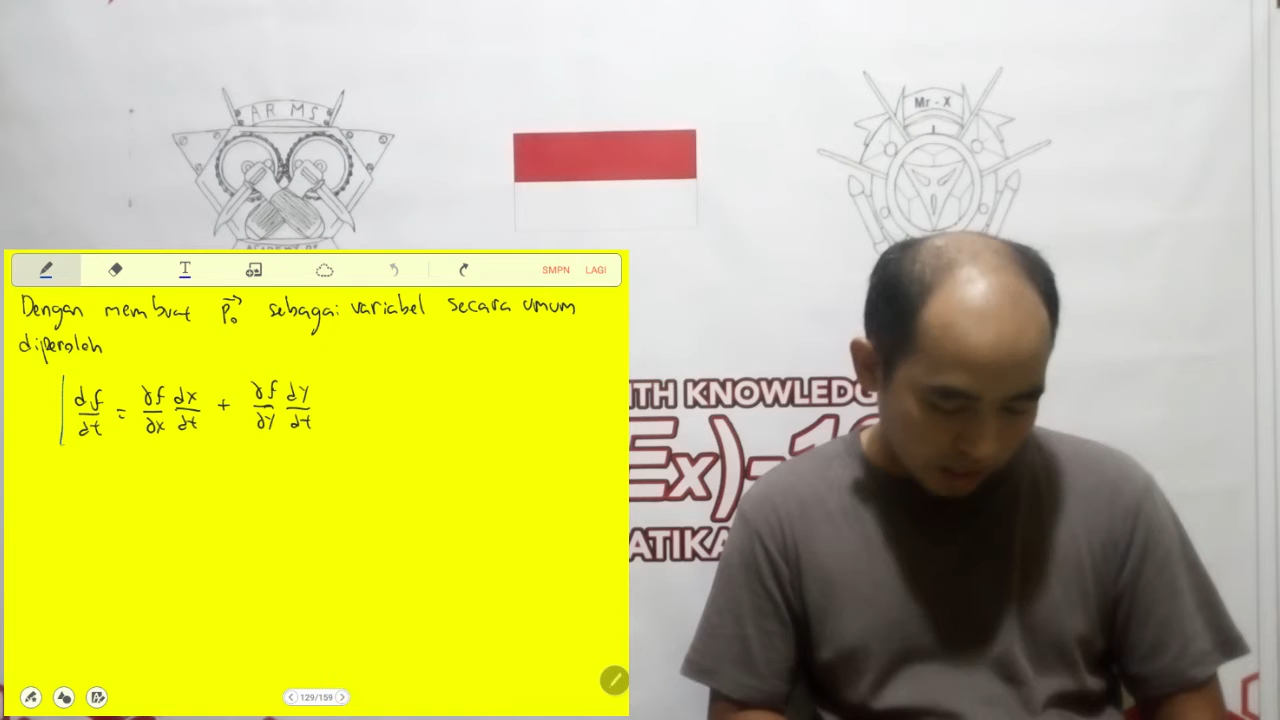 AR MS
Mr - X
SMPN LAGI
Dengan membuat P₀⃗ sebagai variabel secara umum
diperoleh
df/dt = ∂f/∂x dx/dt + ∂f/∂y dy/dt
ITH KNOWLEDG
Ex)-1
ATIKA
129/159